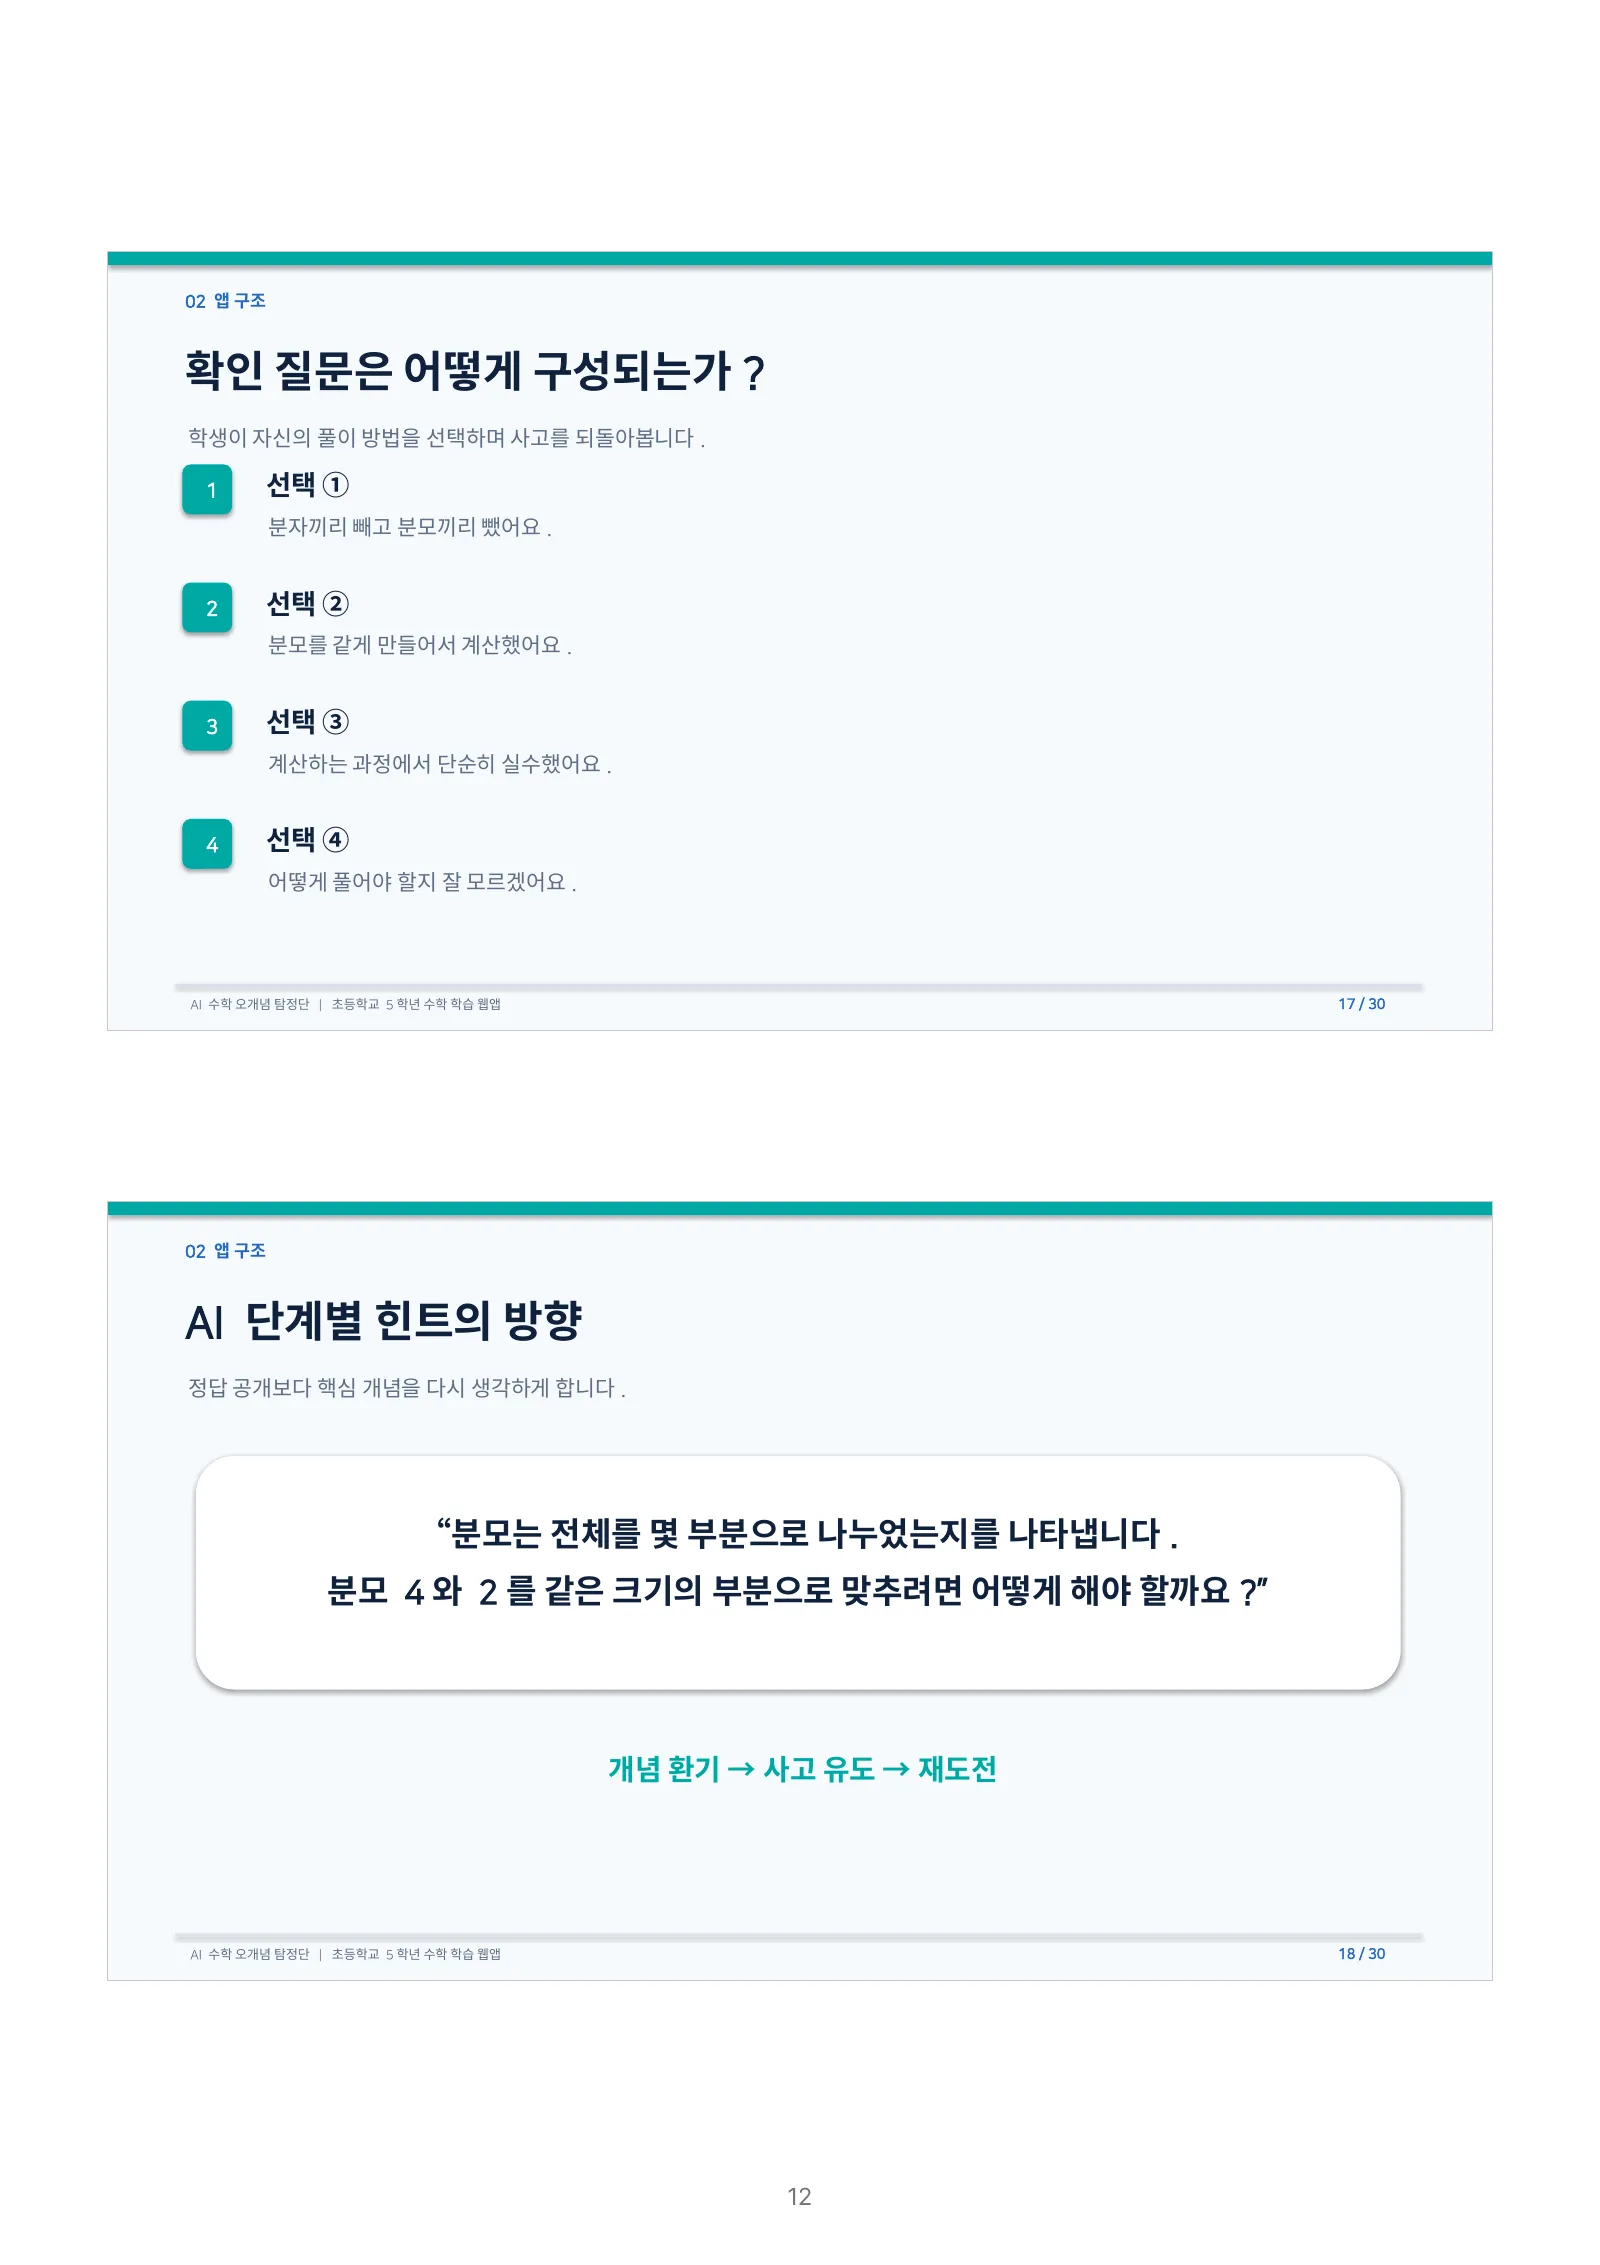 02 앱 구조
확인 질문은 어떻게 구성되는가 ?
학생이 자신의 풀이 방법을 선택하며 사고를 되돌아봅니다 .
1 선택 ①
분자끼리 빼고 분모끼리 뺐어요 .
2 선택 ②
분모를 같게 만들어서 계산했어요 .
3 선택 ③
계산하는 과정에서 단순히 실수했어요 .
4 선택 ④
어떻게 풀어야 할지 잘 모르겠어요 .
AI 수학 오개념 탐정단 | 초등학교 5 학년 수학 학습 웹앱 17 / 30
02 앱 구조
AI 단계별 힌트의 방향
정답 공개보다 핵심 개념을 다시 생각하게 합니다 .
“분모는 전체를 몇 부분으로 나누었는지를 나타냅니다 .
분모 4 와 2 를 같은 크기의 부분으로 맞추려면 어떻게 해야 할까요 ?”
개념 환기 → 사고 유도 → 재도전
AI 수학 오개념 탐정단 | 초등학교 5 학년 수학 학습 웹앱 18 / 30
12